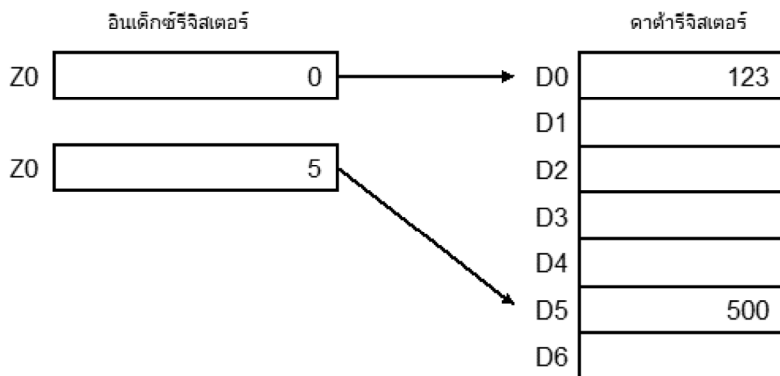 อินเด็กซ์รีจิสเตอร์ ดาต้ารีจิสเตอร์
Z0 0 D0 123
D1
Z0 5 D2
D3
D4
D5 500
D6